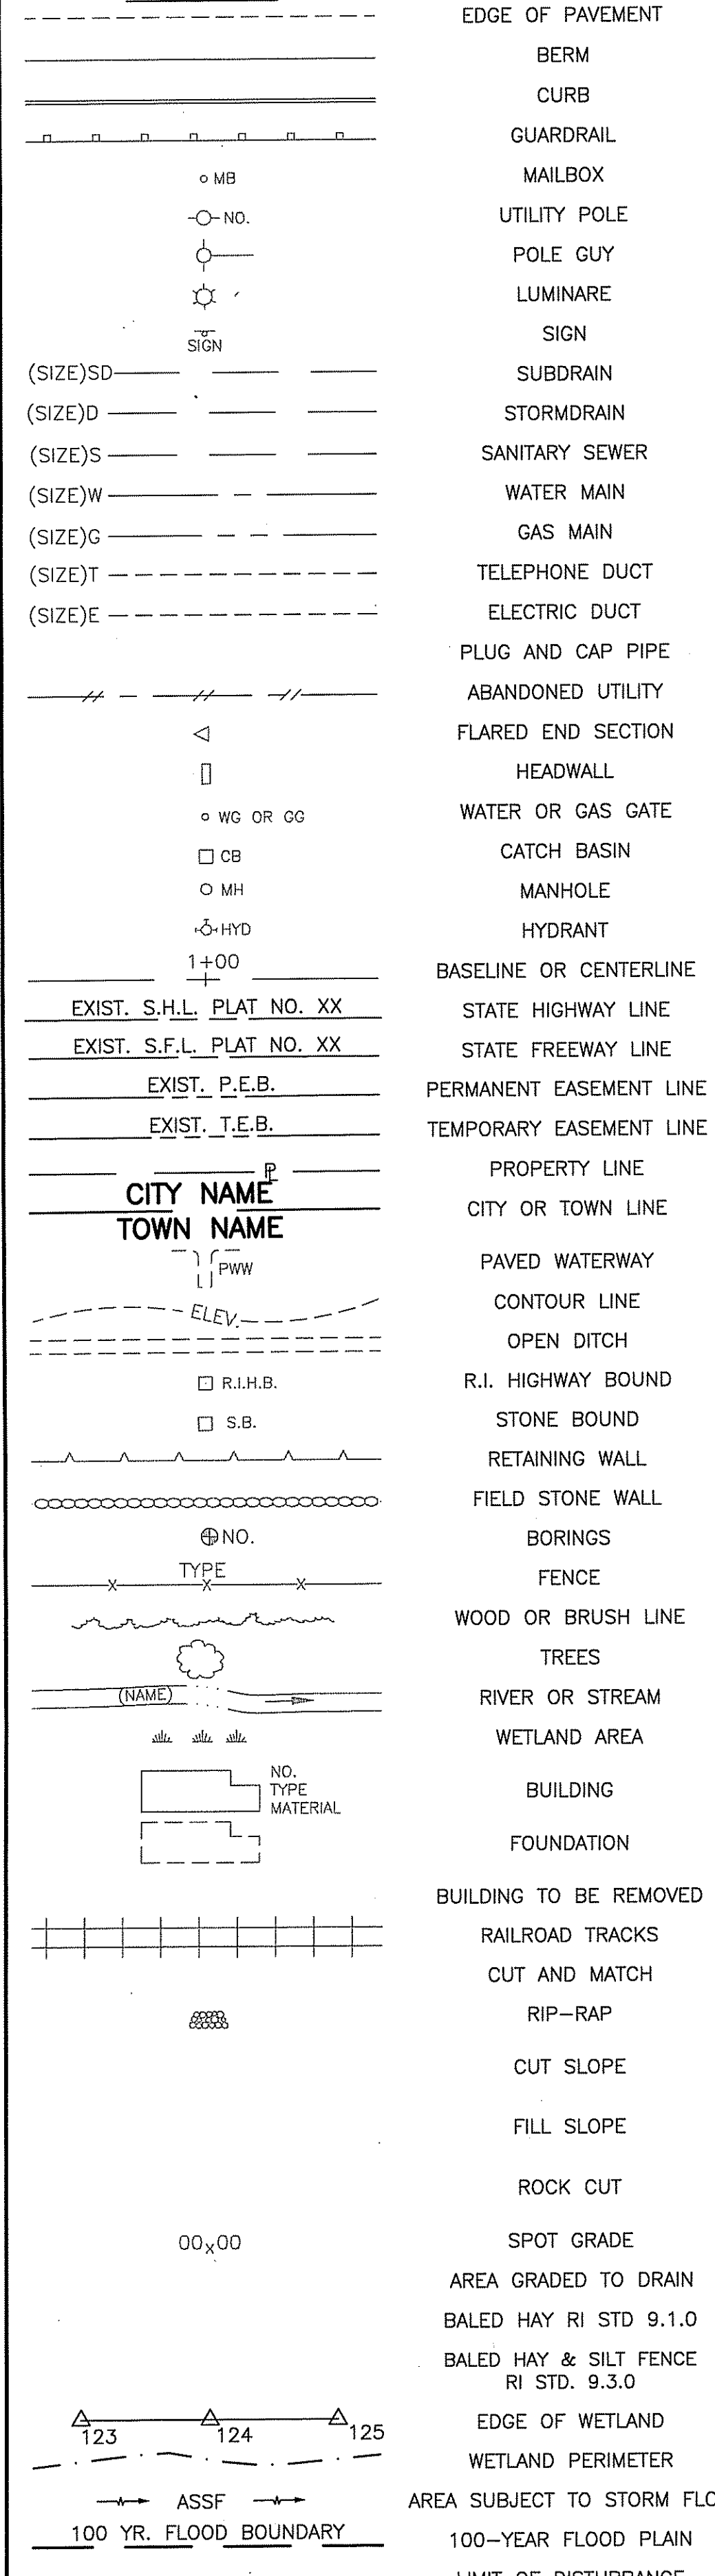 EDGE OF PAVEMENT
BERM
CURB
GUARDRAIL
MB MAILBOX
NO. UTILITY POLE
POLE GUY
LUMINARE
SIGN SIGN
(SIZE)SD SUBDRAIN
(SIZE)D STORMDRAIN
(SIZE)S SANITARY SEWER
(SIZE)W WATER MAIN
(SIZE)G GAS MAIN
(SIZE)T TELEPHONE DUCT
(SIZE)E ELECTRIC DUCT
PLUG AND CAP PIPE
ABANDONED UTILITY
FLARED END SECTION
HEADWALL
WG OR GG WATER OR GAS GATE
CB CATCH BASIN
MH MANHOLE
HYD HYDRANT
1+00 BASELINE OR CENTERLINE
EXIST. S.H.L. PLAT NO. XX STATE HIGHWAY LINE
EXIST. S.F.L. PLAT NO. XX STATE FREEWAY LINE
EXIST. P.E.B. PERMANENT EASEMENT LINE
EXIST. T.E.B. TEMPORARY EASEMENT LINE
PL PROPERTY LINE
CITY NAME
CITY OR TOWN LINE
TOWN NAME
PWW PAVED WATERWAY
ELEV. CONTOUR LINE
OPEN DITCH
R.I.H.B. R.I. HIGHWAY BOUND
S.B. STONE BOUND
RETAINING WALL
FIELD STONE WALL
NO. BORINGS
TYPE FENCE
X X X
WOOD OR BRUSH LINE
TREES
(NAME) RIVER OR STREAM
WETLAND AREA
NO.
TYPE BUILDING
MATERIAL
FOUNDATION
BUILDING TO BE REMOVED
RAILROAD TRACKS
CUT AND MATCH
RIP-RAP
CUT SLOPE
FILL SLOPE
ROCK CUT
00x00 SPOT GRADE
AREA GRADED TO DRAIN
BALED HAY RI STD 9.1.0
BALED HAY & SILT FENCE
RI STD. 9.3.0
123 124 125 EDGE OF WETLAND
WETLAND PERIMETER
ASSF AREA SUBJECT TO STORM FLO
100 YR. FLOOD BOUNDARY 100-YEAR FLOOD PLAIN